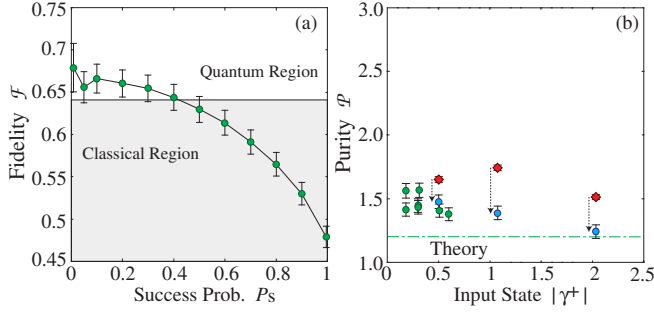 (a)
0.7
0.65
0.6
0.55
0.5
0.45
Fidelity ℱ
Quantum Region
Classical Region
0 0.2 0.4 0.6 0.8 1
Success Prob. Ps
(b)
3.0
2.5
2.0
1.5
1.0
Purity 𝒫
Theory
0 0.5 1 1.5 2 2.5
Input State |γ⁺|